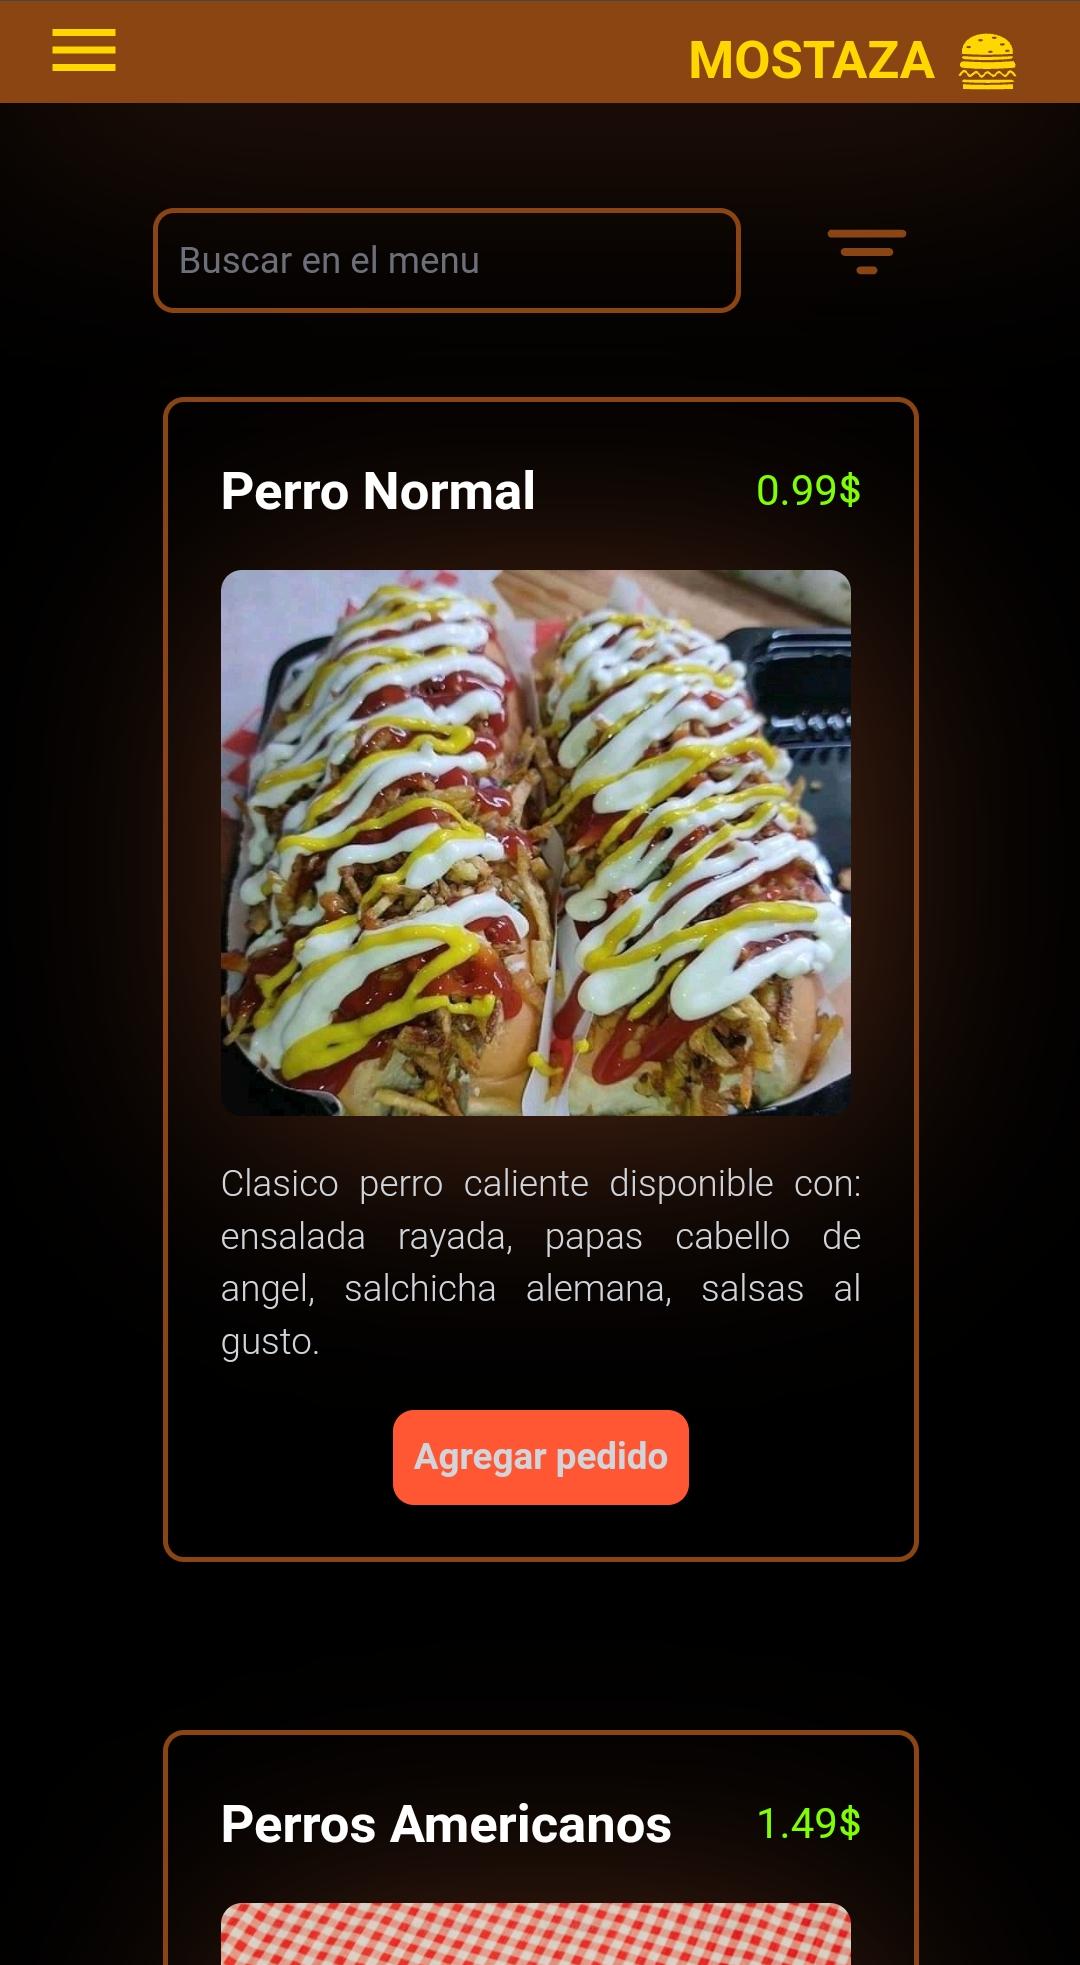 MOSTAZA
Buscar en el menu
Perro Normal
0.99$
Clasico perro caliente disponible con:
ensalada rayada, papas cabello de
angel, salchicha alemana, salsas al
gusto.
Agregar pedido
Perros Americanos
1.49$